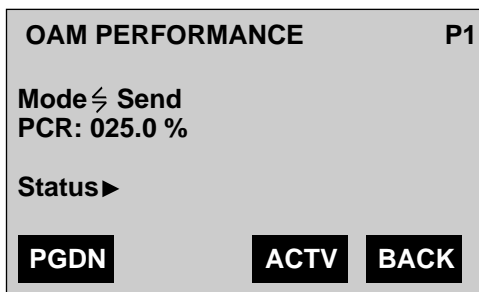 OAM PERFORMANCE P1
Mode⇋ Send
PCR: 025.0 %
Status►
PGDN ACTV BACK